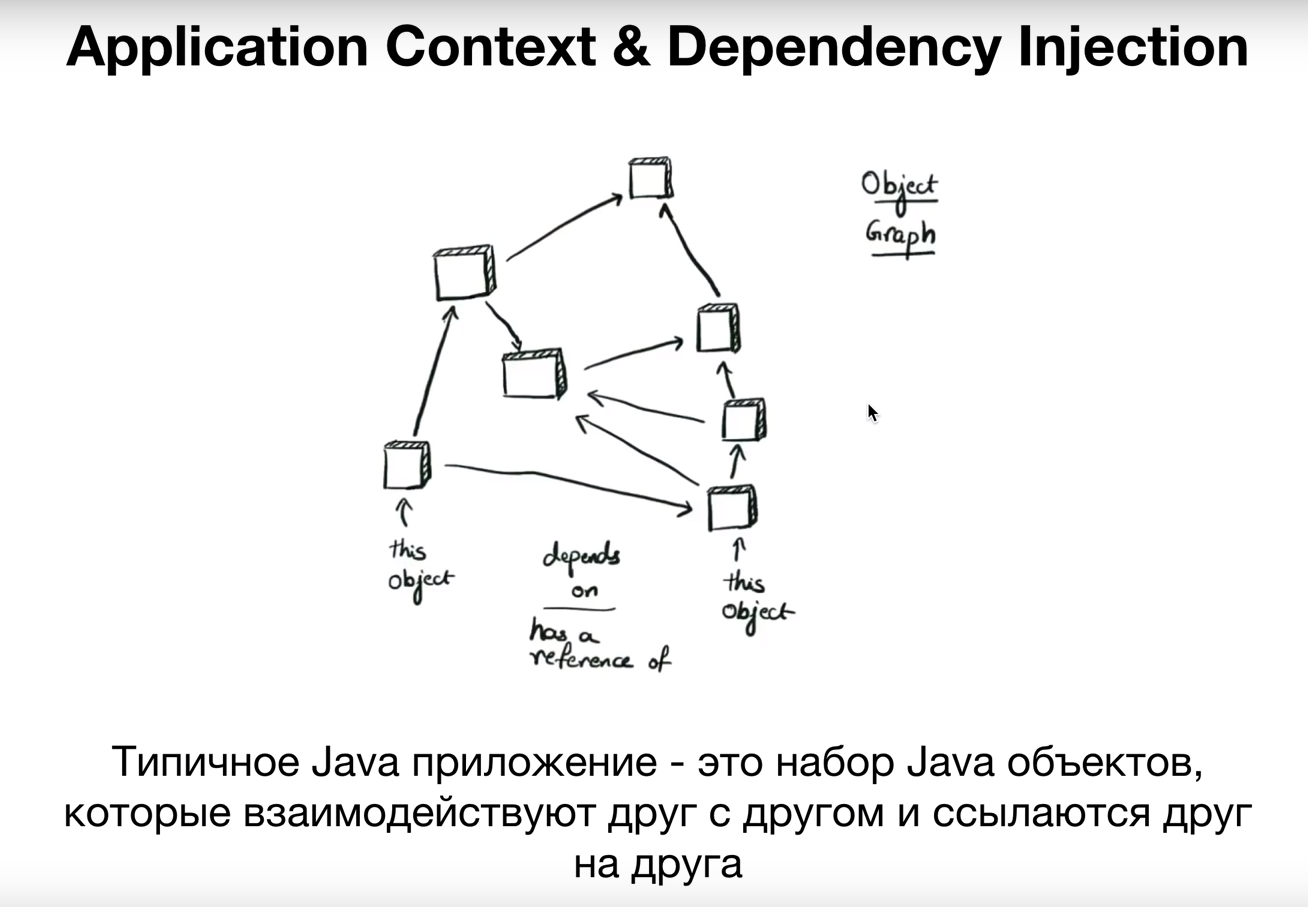 Application Context & Dependency Injection
Object
Graph
this
object
depends
on
has a
reference of
this
object
Типичное Java приложение - это набор Java объектов,
которые взаимодействуют друг с другом и ссылаются друг
на друга